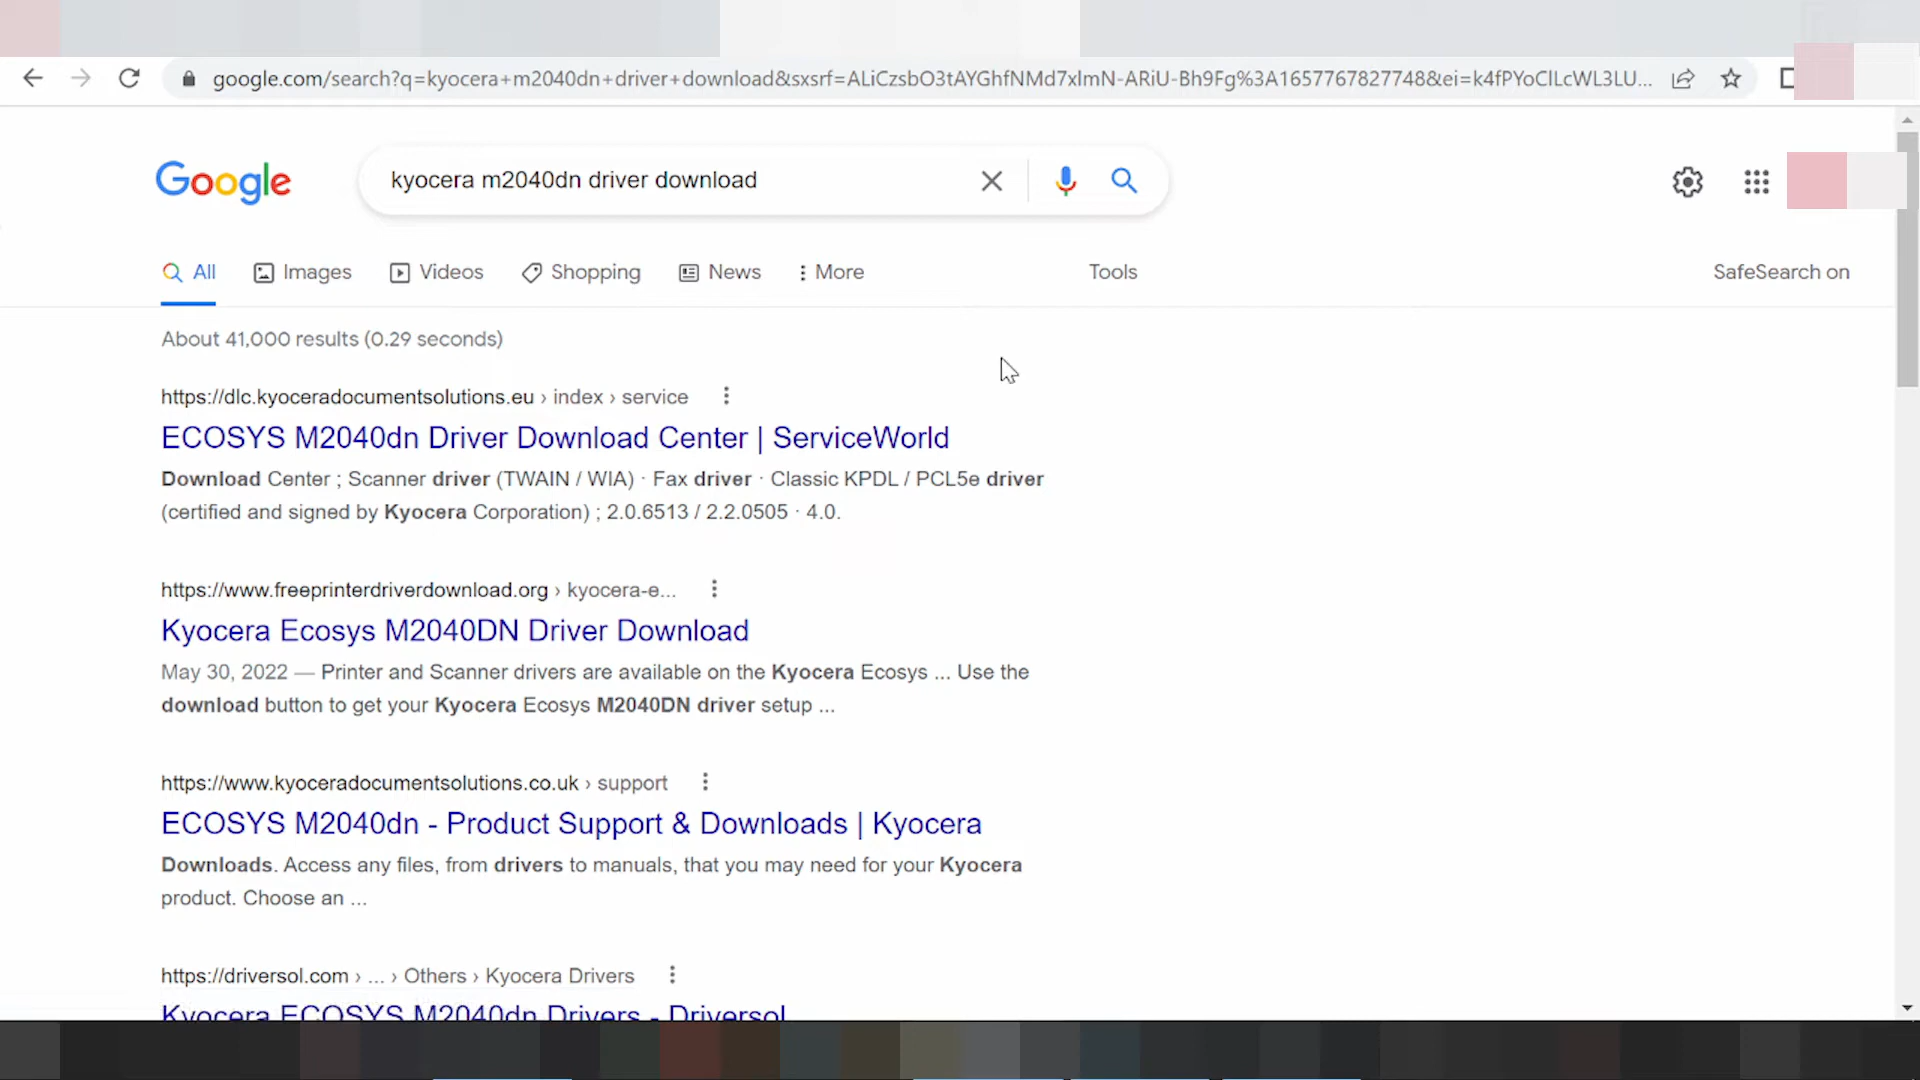 google.com/search?q=kyocera+m2040dn+driver+download&sxsrf=ALiCzsbO3tAYGhfNMd7xImN-ARiU-Bh9Fg%3A1657767827748&ei=k4fPYoClLcWL3LU...
Google
kyocera m2040dn driver download
All Images Videos Shopping News More Tools SafeSearch on
About 41,000 results (0.29 seconds)
https://dlc.kyoceradocumentsolutions.eu › index › service
ECOSYS M2040dn Driver Download Center | ServiceWorld
Download Center ; Scanner driver (TWAIN / WIA) · Fax driver · Classic KPDL / PCL5e driver
(certified and signed by Kyocera Corporation) ; 2.0.6513 / 2.2.0505 · 4.0.
https://www.freeprinterdriverdownload.org › kyocera-e...
Kyocera Ecosys M2040DN Driver Download
May 30, 2022 — Printer and Scanner drivers are available on the Kyocera Ecosys ... Use the
download button to get your Kyocera Ecosys M2040DN driver setup ...
https://www.kyoceradocumentsolutions.co.uk › support
ECOSYS M2040dn - Product Support & Downloads | Kyocera
Downloads. Access any files, from drivers to manuals, that you may need for your Kyocera
product. Choose an ...
https://driversol.com › ... › Others › Kyocera Drivers
Kyocera ECOSYS M2040dn Drivers - Driversol